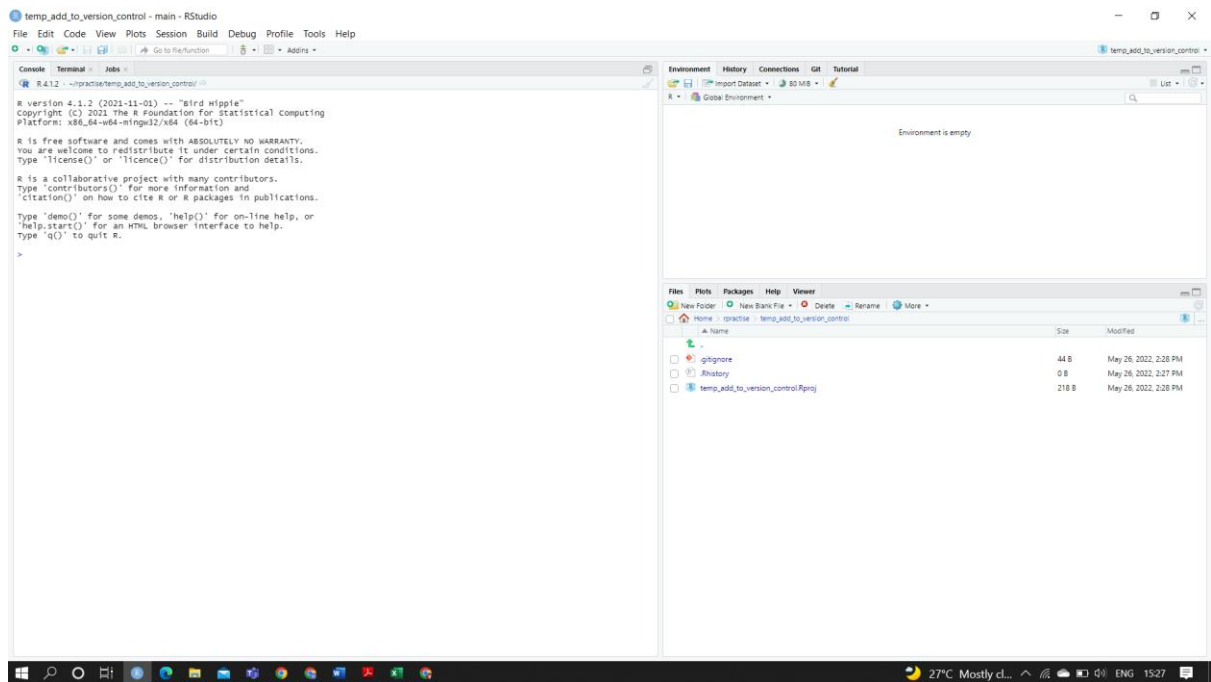 temp_add_to_version_control - main - RStudio
File Edit Code View Plots Session Build Debug Profile Tools Help
Go to file/function Addins
temp_add_to_version_control
Console Terminal Jobs
R 4.1.2 · ~/rpractise/temp_add_to_version_control/
R version 4.1.2 (2021-11-01) -- "Bird Hippie"
Copyright (C) 2021 The R Foundation for Statistical Computing
Platform: x86_64-w64-mingw32/x64 (64-bit)
R is free software and comes with ABSOLUTELY NO WARRANTY.
You are welcome to redistribute it under certain conditions.
Type 'license()' or 'licence()' for distribution details.
R is a collaborative project with many contributors.
Type 'contributors()' for more information and
'citation()' on how to cite R or R packages in publications.
Type 'demo()' for some demos, 'help()' for on-line help, or
'help.start()' for an HTML browser interface to help.
Type 'q()' to quit R.
>
Environment History Connections Git Tutorial
Import Dataset 80 MiB List
R Global Environment
Environment is empty
Files Plots Packages Help Viewer
New Folder New Blank File Delete Rename More
Home rpractise temp_add_to_version_control
Name Size Modified
..
.gitignore 44 B May 26, 2022, 2:28 PM
.Rhistory 0 B May 26, 2022, 2:27 PM
temp_add_to_version_control.Rproj 218 B May 26, 2022, 2:28 PM
27°C Mostly cl... ENG 15:27